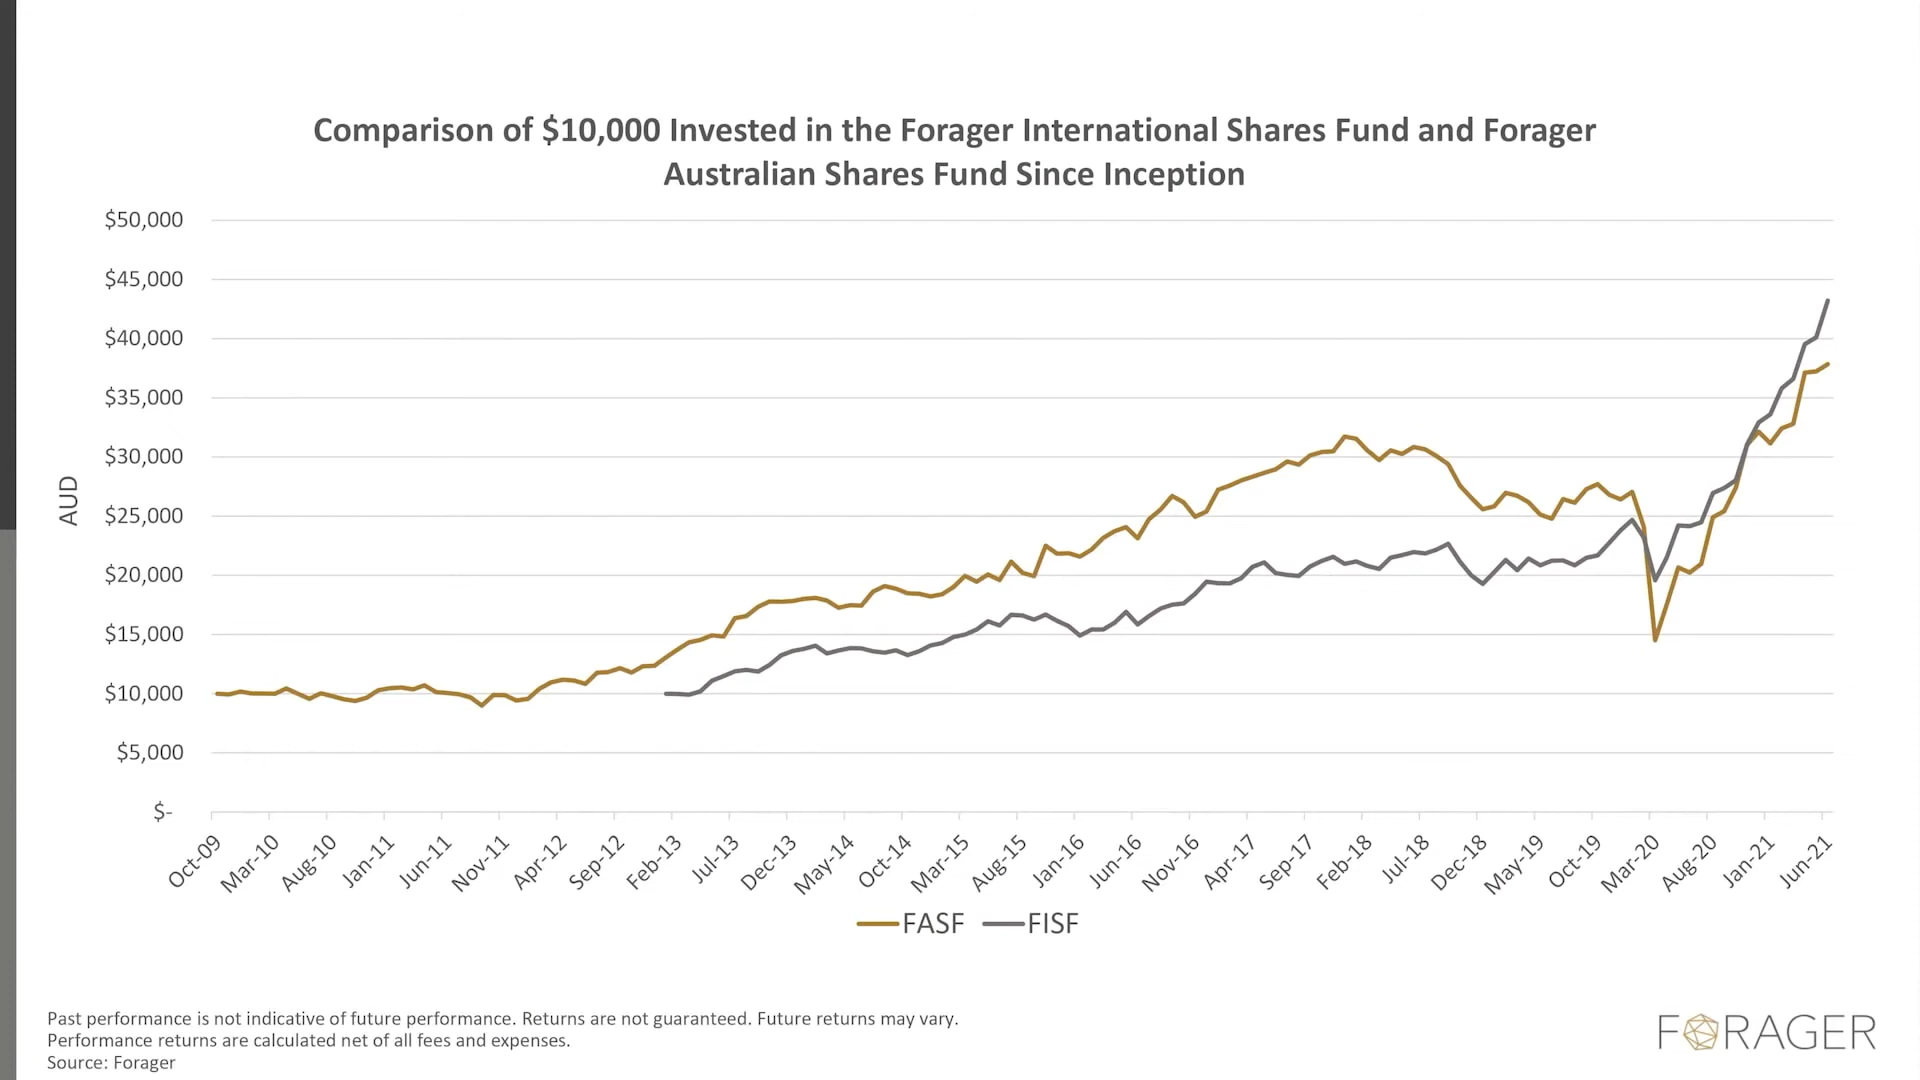 Comparison of $10,000 Invested in the Forager International Shares Fund and Forager
Australian Shares Fund Since Inception
$50,000
$45,000
$40,000
$35,000
$30,000
$25,000
$20,000
$15,000
$10,000
$5,000
$-
AUD
Oct-09
Mar-10
Aug-10
Jan-11
Jun-11
Nov-11
Apr-12
Sep-12
Feb-13
Jul-13
Dec-13
May-14
Oct-14
Mar-15
Aug-15
Jan-16
Jun-16
Nov-16
Apr-17
Sep-17
Feb-18
Jul-18
Dec-18
May-19
Oct-19
Mar-20
Aug-20
Jan-21
Jun-21
FASF FISF
Past performance is not indicative of future performance. Returns are not guaranteed. Future returns may vary.
Performance returns are calculated net of all fees and expenses.
Source: Forager
FORAGER